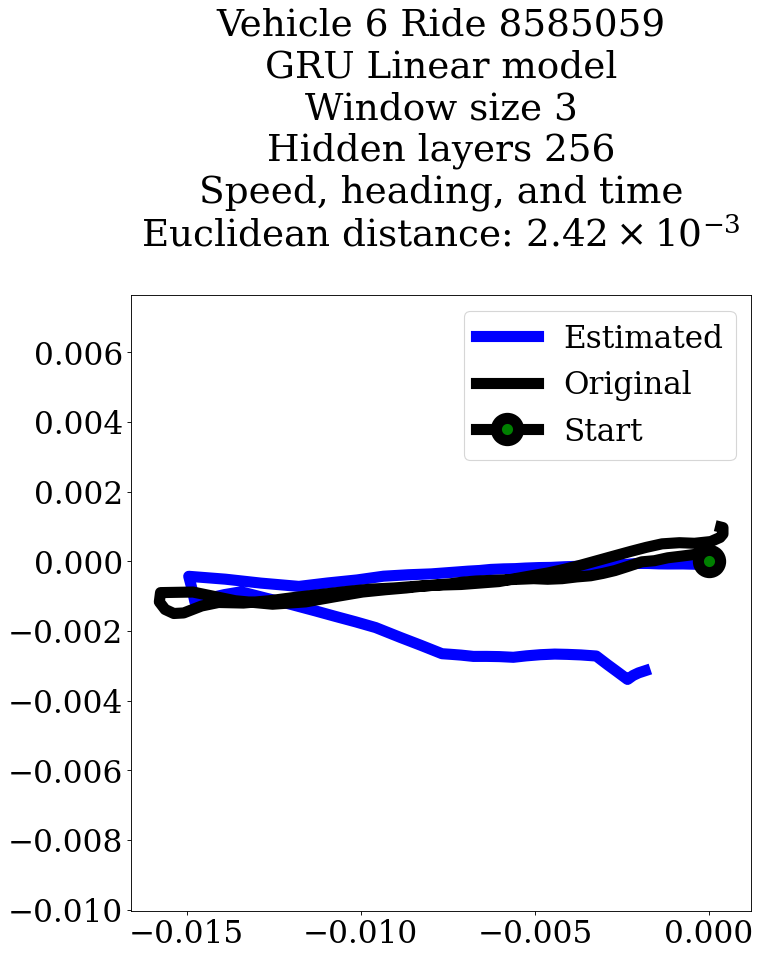 Vehicle 6 Ride 8585059
GRU Linear model
Window size 3
Hidden layers 256
Speed, heading, and time
Euclidean distance: 2.42 × 10⁻³
Estimated
Original
Start
0.006
0.004
0.002
0.000
−0.002
−0.004
−0.006
−0.008
−0.010
−0.015 −0.010 −0.005 0.000